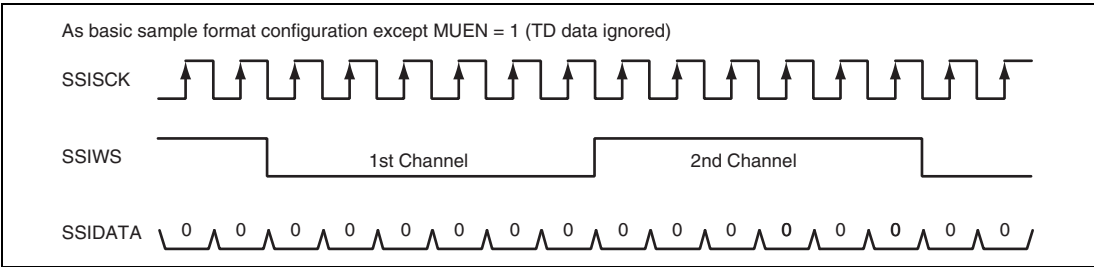 As basic sample format configuration except MUEN = 1 (TD data ignored)
SSISCK
SSIWS 1st Channel 2nd Channel
SSIDATA 0 0 0 0 0 0 0 0 0 0 0 0 0 0 0 0